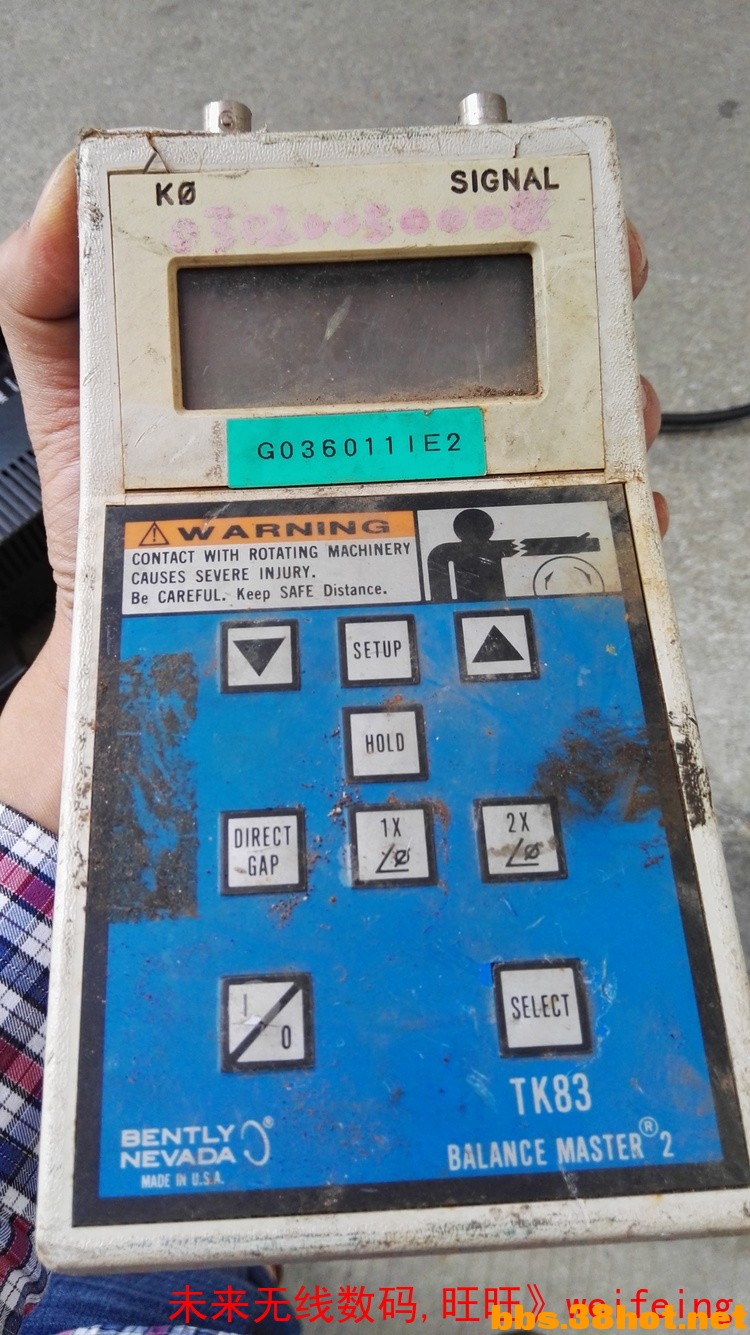 KØ
SIGNAL
G0360111E2
WARNING
CONTACT WITH ROTATING MACHINERY
CAUSES SEVERE INJURY.
Be CAREFUL. Keep SAFE Distance.
SETUP
HOLD
DIRECT
GAP
1X
∠Ø
2X
∠Ø
I
0
SELECT
TK83
BENTLY
NEVADA ®
MADE IN U.S.A.
BALANCE MASTER® 2
未来无线数码,旺旺》weifeing
bbs.38hot.net